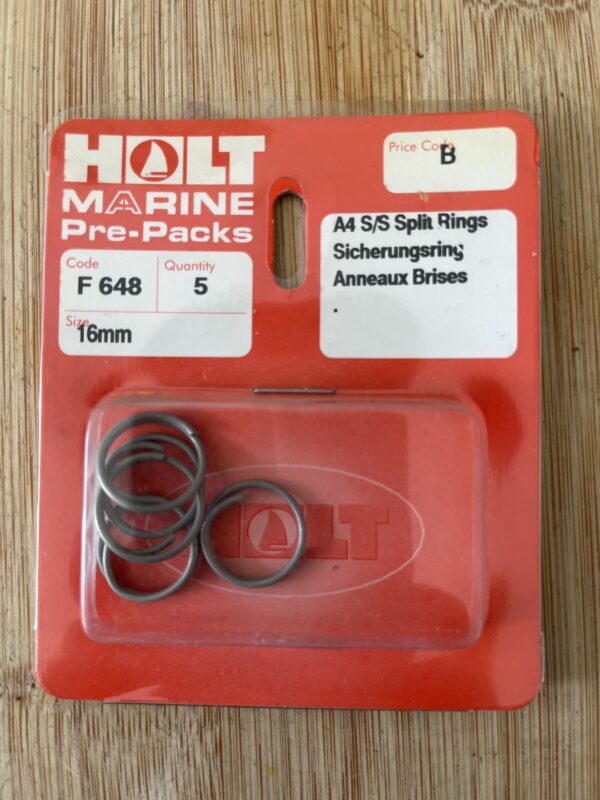 HOLT
MARINE
Pre-Packs
Code
F 648
Quantity
5
Size
16mm
Price Code
B
A4 S/S Split Rings
Sicherungsring
Anneaux Brises
.
HOLT